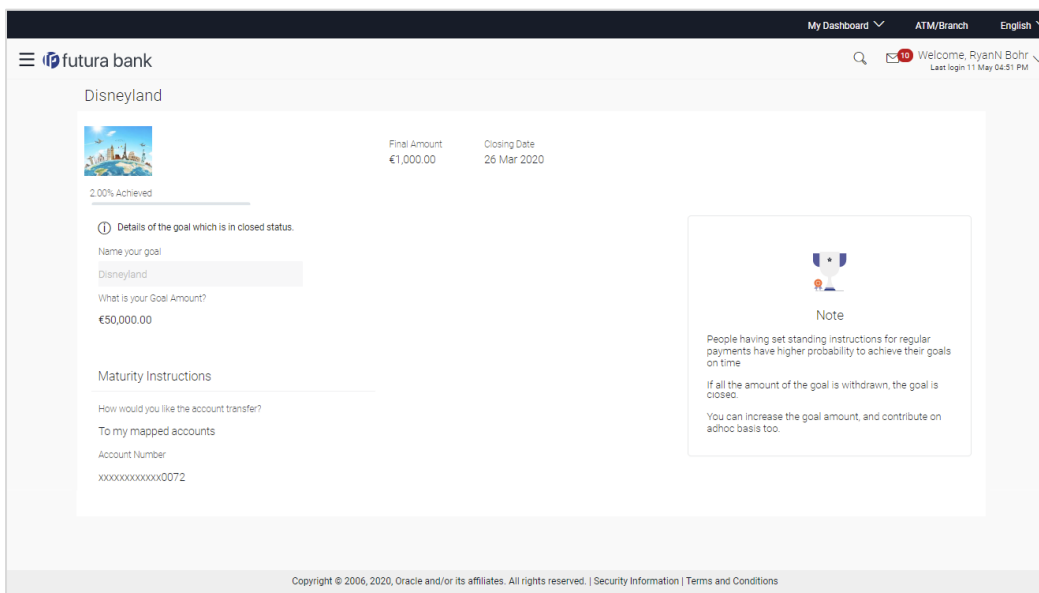 My Dashboard ATM/Branch English
futura bank
10 Welcome, RyanN Bohr
Last login 11 May 04:51 PM
Disneyland
Final Amount Closing Date
€1,000.00 26 Mar 2020
2.00% Achieved
Details of the goal which is in closed status.
Name your goal
Disneyland
What is your Goal Amount?
€50,000.00
Maturity Instructions
How would you like the account transfer?
To my mapped accounts
Account Number
xxxxxxxxxxxx0072
Note
People having set standing instructions for regular
payments have higher probability to achieve their goals
on time
If all the amount of the goal is withdrawn, the goal is
closed.
You can increase the goal amount, and contribute on
adhoc basis too.
Copyright © 2006, 2020, Oracle and/or its affiliates. All rights reserved. | Security Information | Terms and Conditions